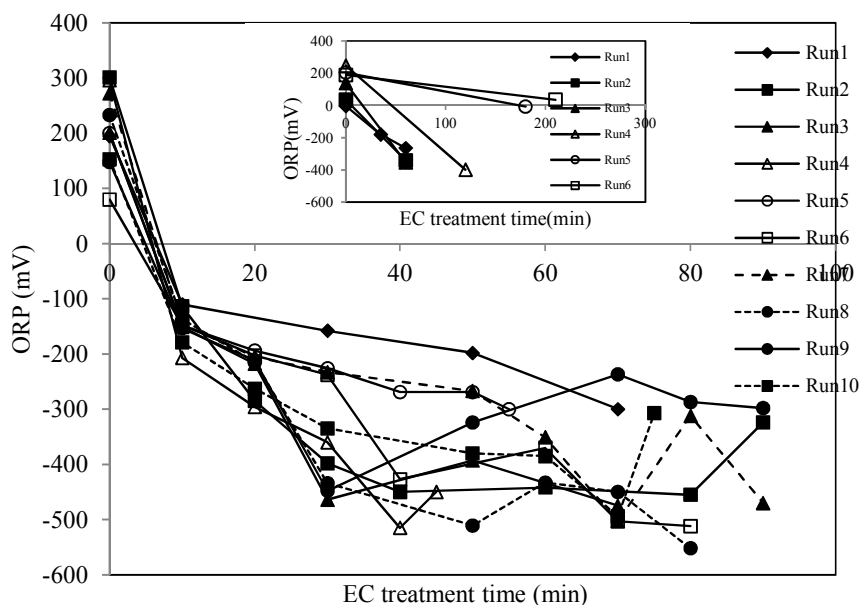 400
300
200
100
0
-100
-200
-300
-400
-500
-600
ORP (mV)
0
20
40
60
80
100
EC treatment time (min)
Run1
Run2
Run3
Run4
Run5
Run6
Run7
Run8
Run9
Run10
400
200
0
-200
-400
-600
ORP(mV)
0
100
200
300
EC treatment time(min)
Run1
Run2
Run3
Run4
Run5
Run6